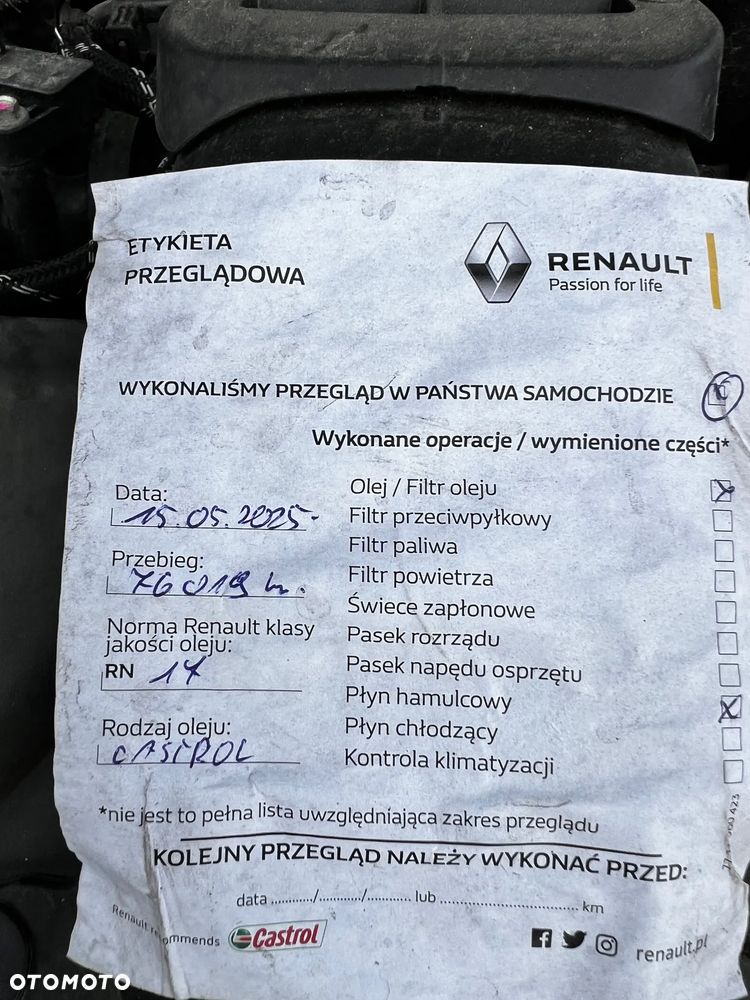 ETYKIETA
PRZEGLĄDOWA
RENAULT
Passion for life
WYKONALIŚMY PRZEGLĄD W PAŃSTWA SAMOCHODZIE
Wykonane operacje / wymienione części*
Data:
15.05.2025-
Przebieg:
76 019
Norma Renault klasy
jakości oleju:
RN 17
Rodzaj oleju:
CASTROL
Olej / Filtr oleju
Filtr przeciwpyłkowy
Filtr paliwa
Filtr powietrza
Świece zapłonowe
Pasek rozrządu
Pasek napędu osprzętu
Płyn hamulcowy
Płyn chłodzący
Kontrola klimatyzacji
*nie jest to pełna lista uwzględniająca zakres przeglądu
KOLEJNY PRZEGLĄD NALEŻY WYKONAĆ PRZED:
data ............/............/............ lub ...................................... km
Renault Castrol
renault.pl
OTOMOTO